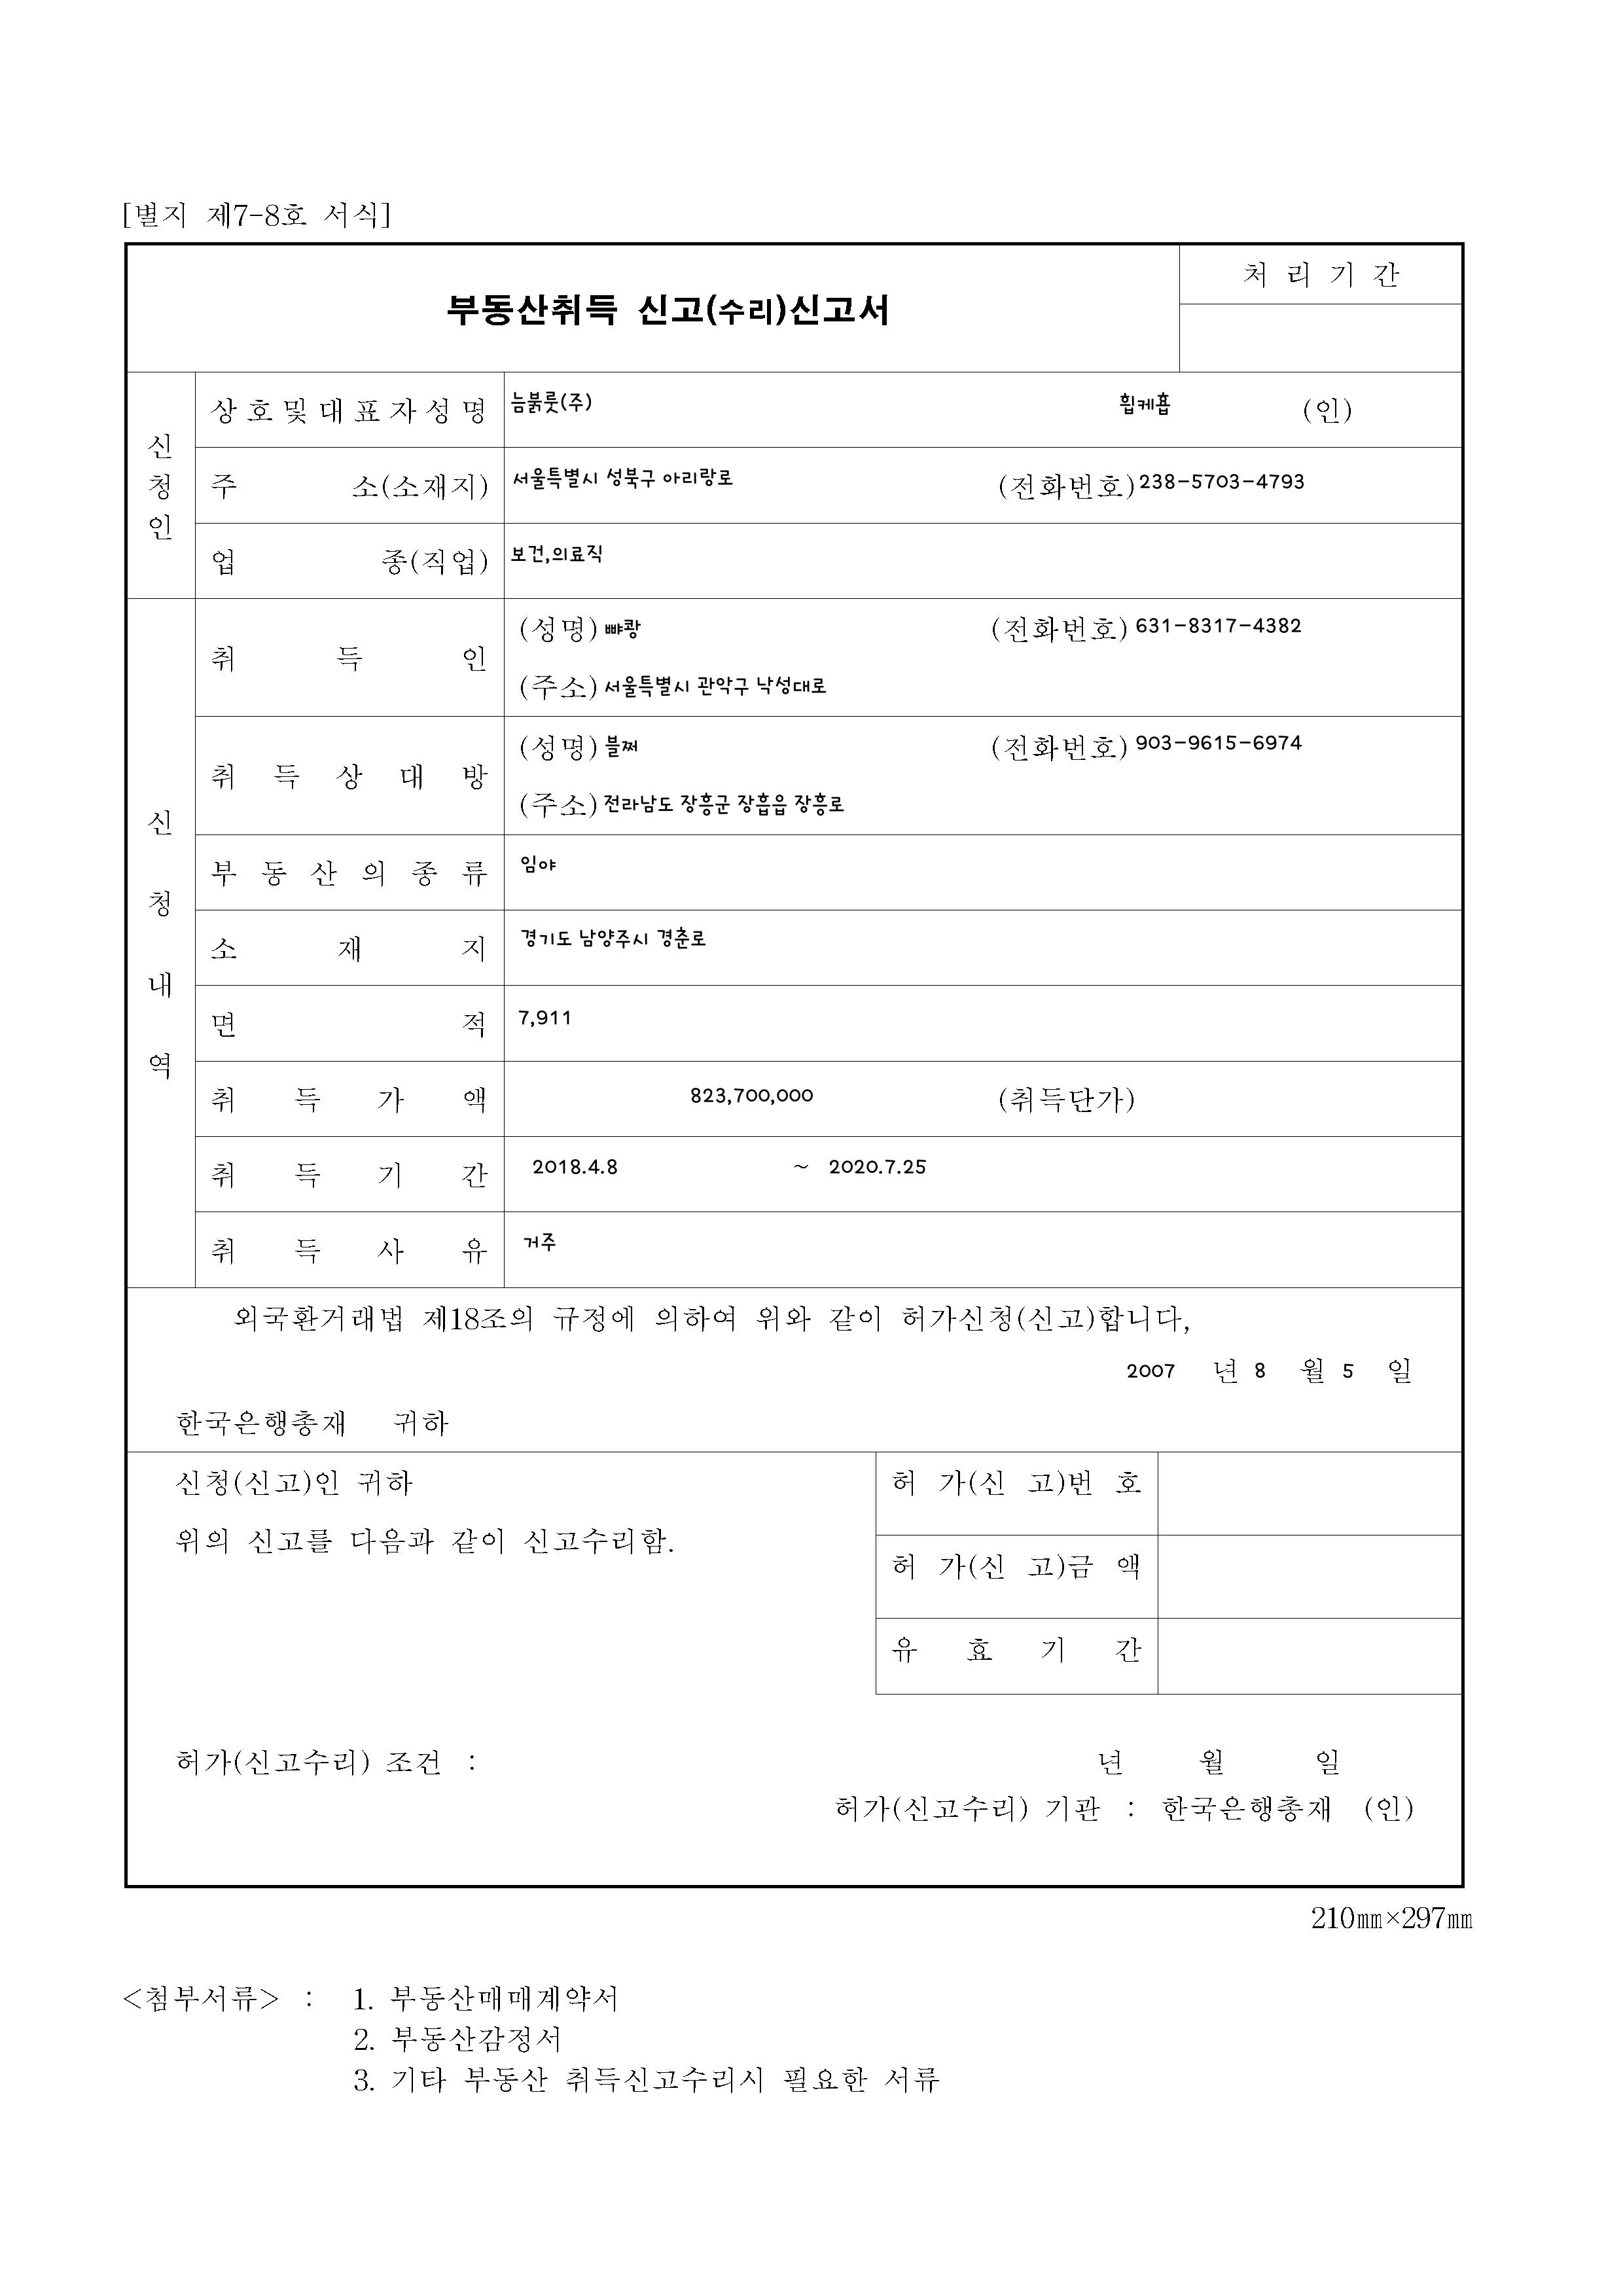 [별지 제7-8호 서식]
부동산취득 신고(수리)신고서
처 리 기 간
신청인
상호및대표자성명 늠붉룻(주) 휩케흡 (인)
주 소(소재지) 서울특별시 성북구 아리랑로 (전화번호) 238-5703-4793
업 종(직업) 보건,의료직
신청내역
취 득 인 (성명) 뺘쾅 (전화번호) 631-8317-4382
(주소) 서울특별시 관악구 낙성대로
취 득 상 대 방 (성명) 블쩌 (전화번호) 903-9615-6974
(주소) 전라남도 장흥군 장흡읍 장흥로
부 동 산 의 종 류 임야
소 재 지 경기도 남양주시 경춘로
면 적 7,911
취 득 가 액 823,700,000 (취득단가)
취 득 기 간 2018.4.8 ~ 2020.7.25
취 득 사 유 거주
외국환거래법 제18조의 규정에 의하여 위와 같이 허가신청(신고)합니다,
2007 년 8 월 5 일
한국은행총재 귀하
신청(신고)인 귀하
위의 신고를 다음과 같이 신고수리함.
허 가(신 고)번 호
허 가(신 고)금 액
유 효 기 간
허가(신고수리) 조건 : 년 월 일
허가(신고수리) 기관 : 한국은행총재 (인)
210㎜×297㎜
<첨부서류> : 1. 부동산매매계약서
2. 부동산감정서
3. 기타 부동산 취득신고수리시 필요한 서류